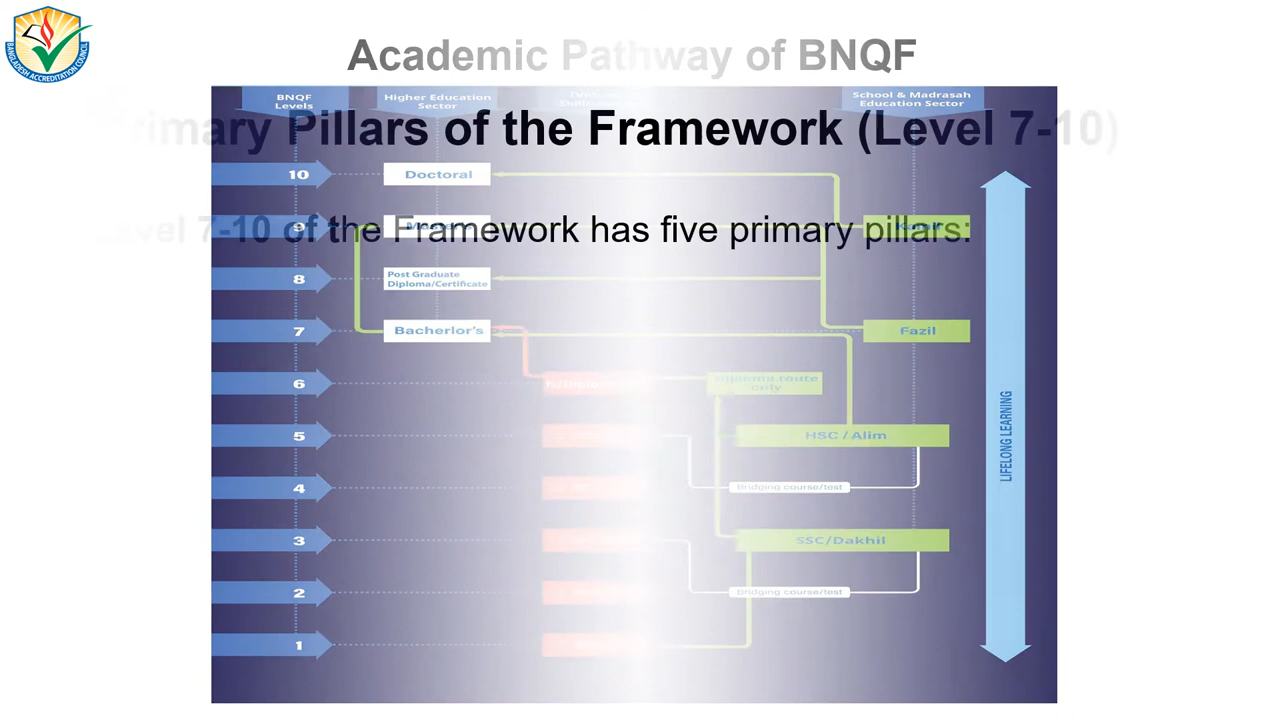 BANGLADESH ACCREDITATION COUNCIL
Academic Pathway of BNQF
BNQF
Levels
Higher Education
Sector
School & Madrasah
Education Sector
Primary Pillars of the Framework (Level 7-10)
10
Doctoral
Level 7-10 of the Framework has five primary pillars:
9
8
Post Graduate
Diploma/Certificate
7
Bacherlor's
Fazil
6
5
HSC / Alim
4
Bridging course/test
3
SSC/Dakhil
2
Bridging course/test
1
LIFELONG LEARNING